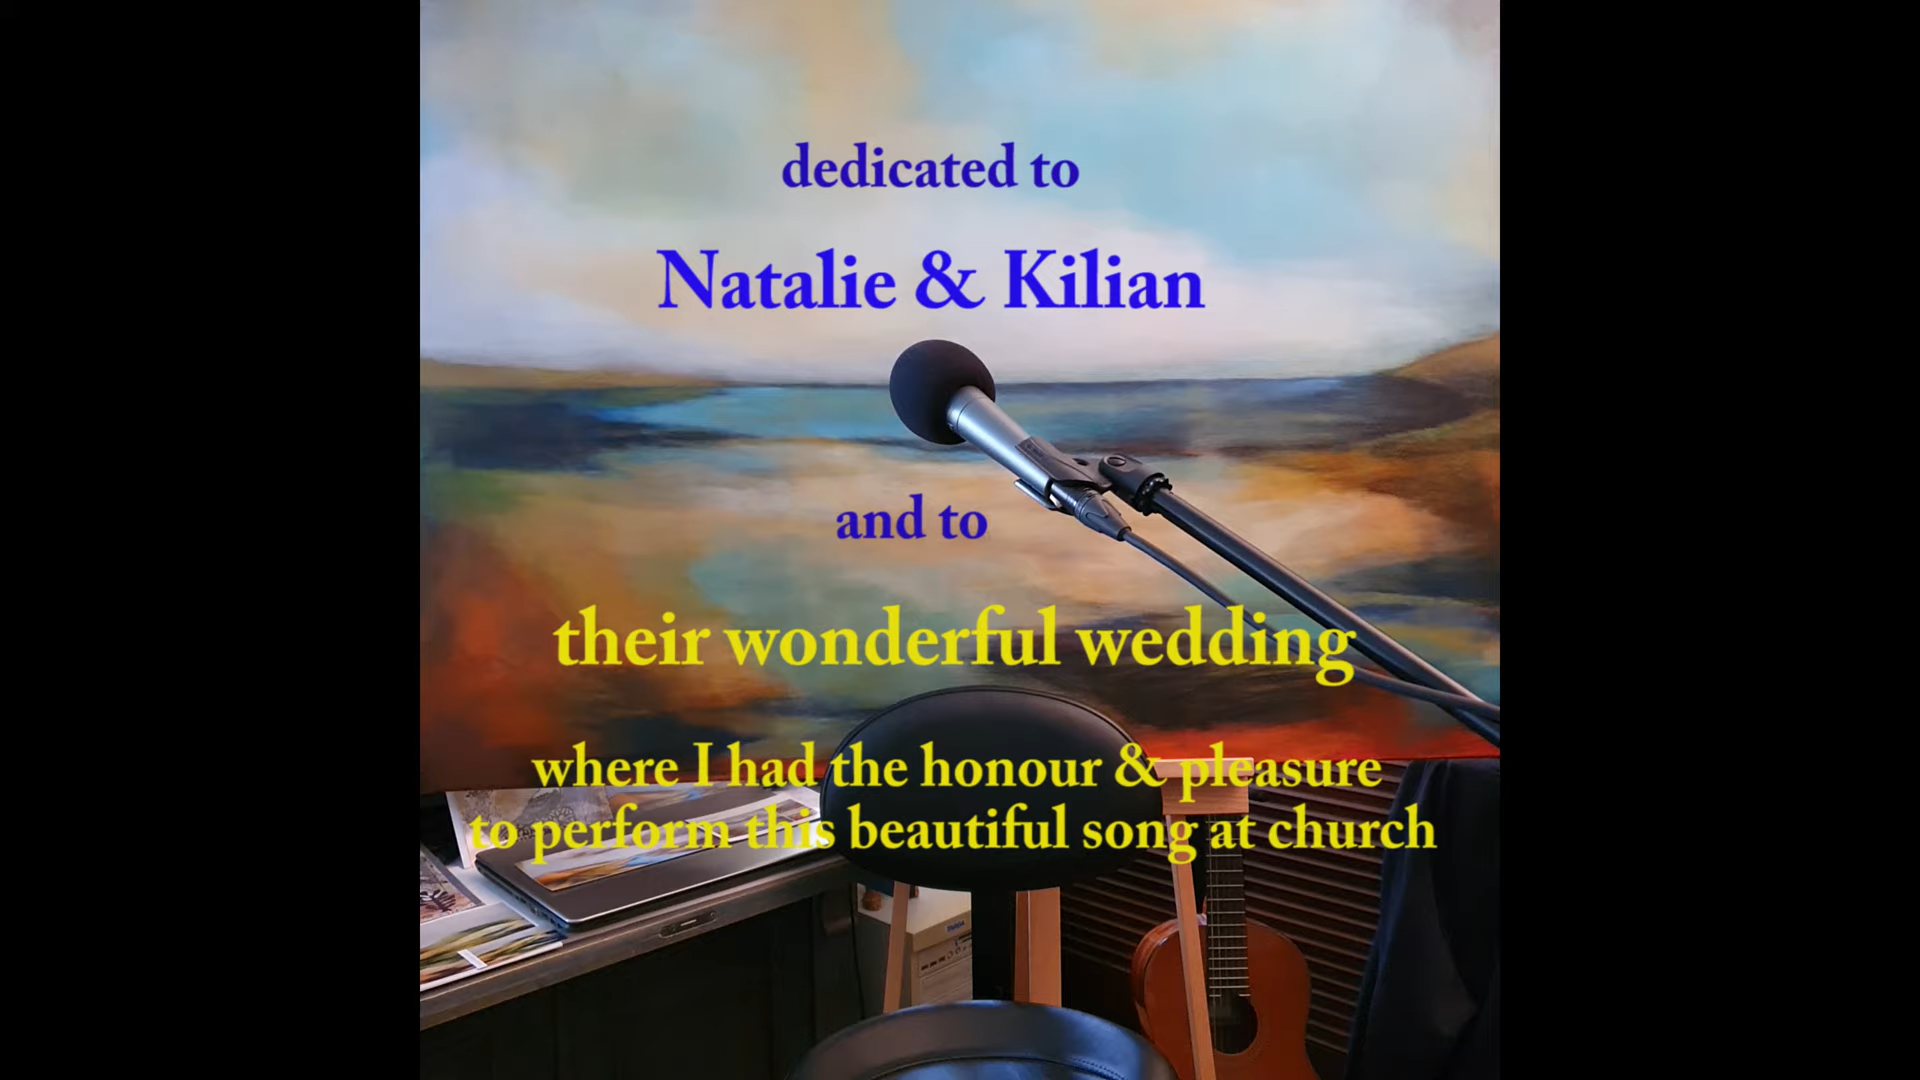 dedicated to
Natalie & Kilian
and to
their wonderful wedding
where I had the honour & pleasure
to perform this beautiful song at church